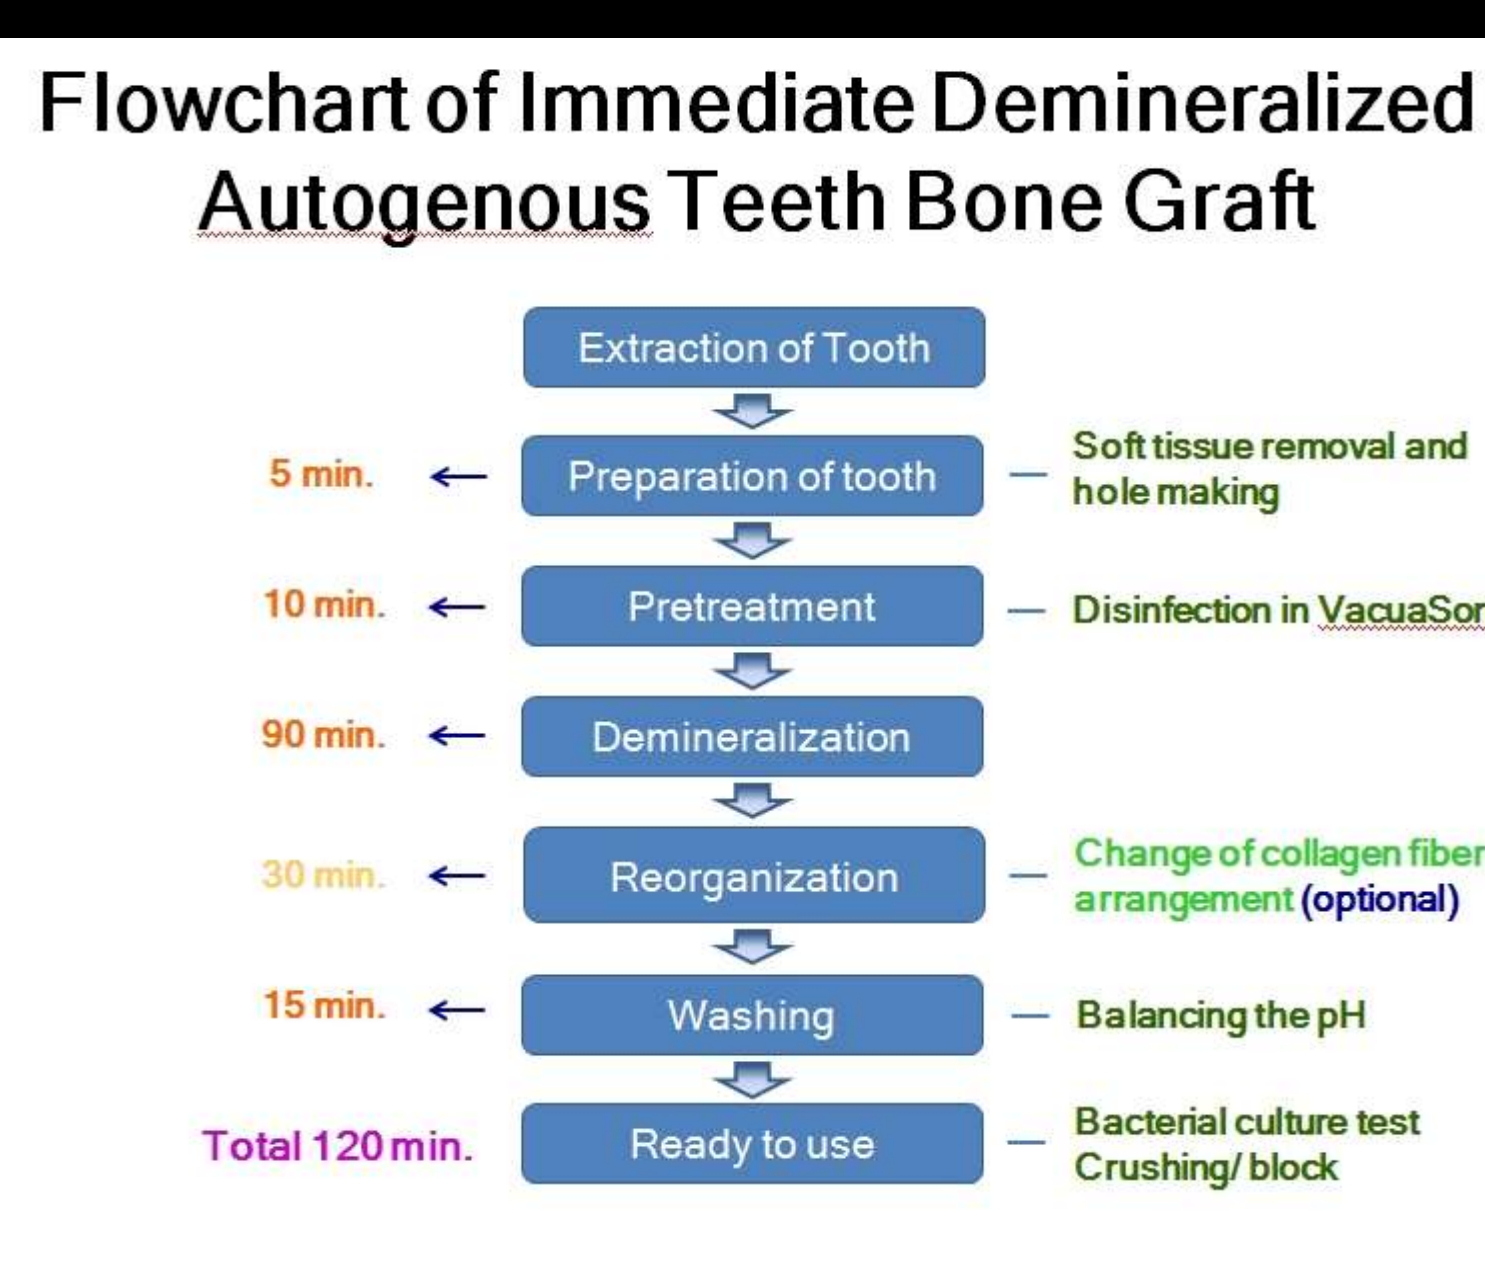 Flowchart of Immediate Demineralized
Autogenous Teeth Bone Graft
Extraction of Tooth
5 min.
Preparation of tooth
Soft tissue removal and
hole making
10 min.
Pretreatment
Disinfection in
90 min.
Demineralization
30 min.
Reorganization
Change of collagen fiber
arrangement (optional)
15 min.
Washing
Balancing the pH
Total 120 min.
Ready to use
Bacterial culture test
Crushing/ block